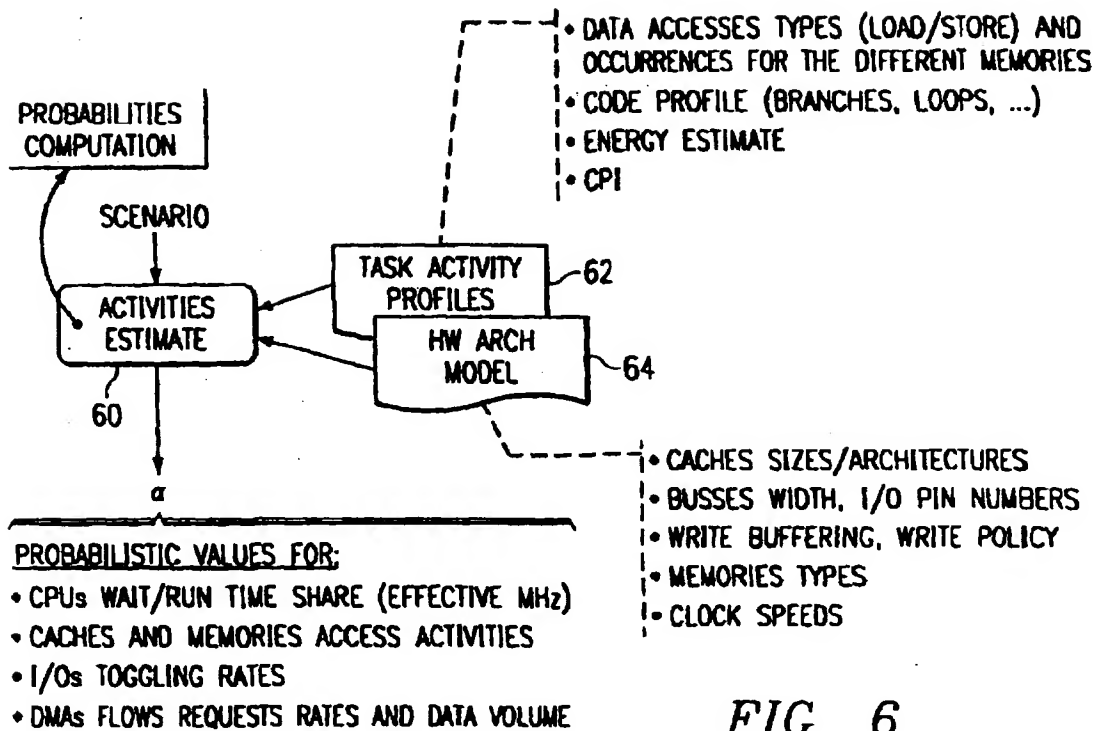 • DATA ACCESSES TYPES (LOAD/STORE) AND
OCCURRENCES FOR THE DIFFERENT MEMORIES
• CODE PROFILE (BRANCHES, LOOPS, ...)
• ENERGY ESTIMATE
• CPI
PROBABILITIES
COMPUTATION
SCENARIO
TASK ACTIVITY
PROFILES
62
ACTIVITIES
ESTIMATE
60
HW ARCH
MODEL
64
• CACHES SIZES/ARCHITECTURES
• BUSSES WIDTH, I/O PIN NUMBERS
• WRITE BUFFERING, WRITE POLICY
• MEMORIES TYPES
• CLOCK SPEEDS
α
PROBABILISTIC VALUES FOR:
• CPUs WAIT/RUN TIME SHARE (EFFECTIVE MHz)
• CACHES AND MEMORIES ACCESS ACTIVITIES
• I/Os TOGGLING RATES
• DMAs FLOWS REQUESTS RATES AND DATA VOLUME
FIG. 6